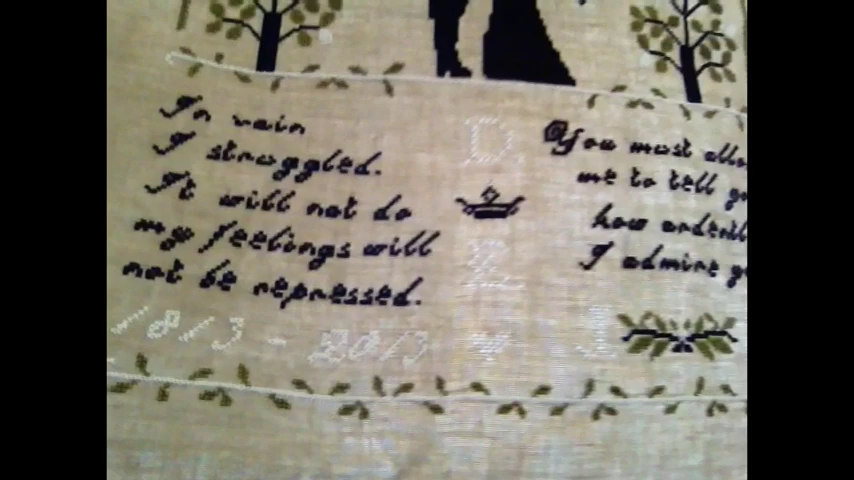 In vain
I struggled.
It will not do
my feelings will
not be repressed.
You must
me to tell
how
I admire
D.
1813 - 2013